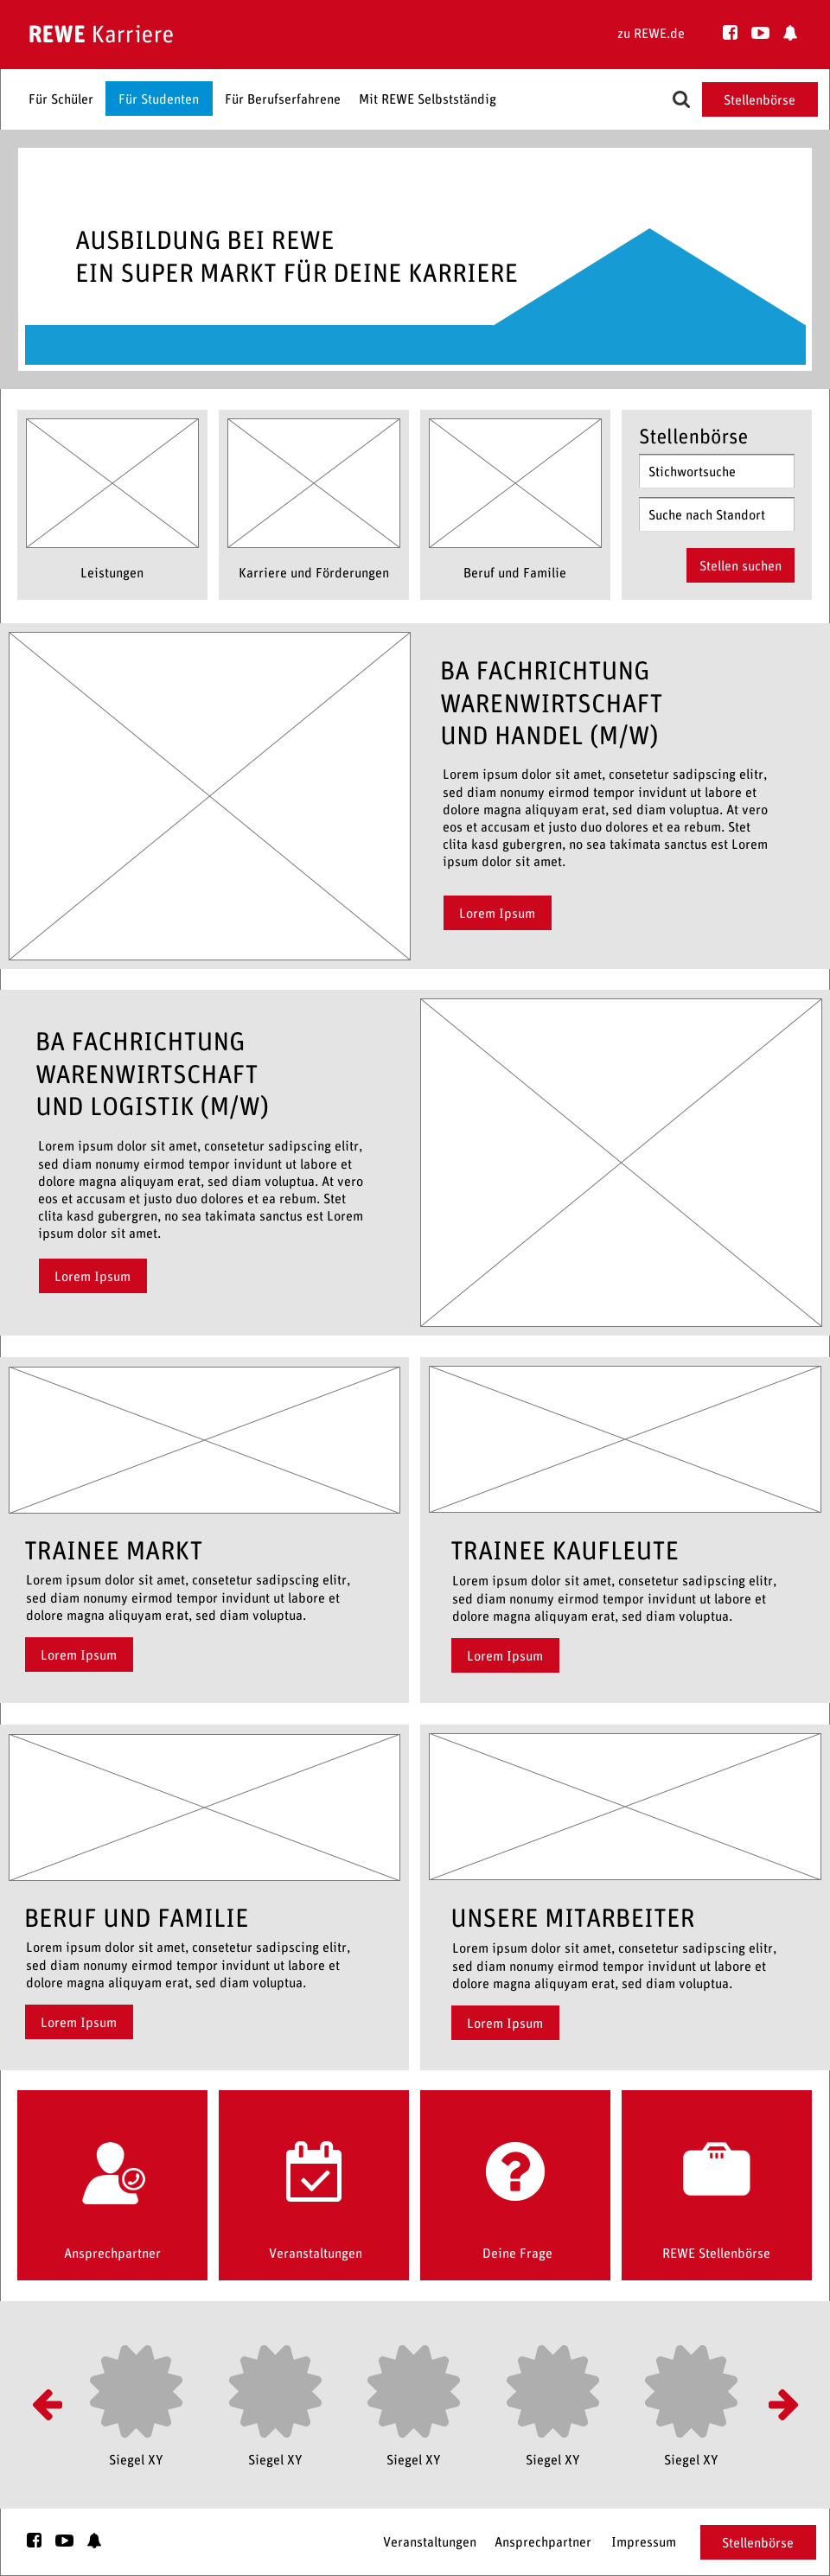 REWE Karriere
zu REWE.de
Für Schüler
Für Studenten
Für Berufserfahrene
Mit REWE Selbstständig
Stellenbörse
AUSBILDUNG BEI REWE
EIN SUPER MARKT FÜR DEINE KARRIERE
Leistungen
Karriere und Förderungen
Beruf und Familie
Stellenbörse
Stichwortsuche
Suche nach Standort
Stellen suchen
BA FACHRICHTUNG
WARENWIRTSCHAFT
UND HANDEL (M/W)
Lorem ipsum dolor sit amet, consetetur sadipscing elitr,
sed diam nonumy eirmod tempor invidunt ut labore et
dolore magna aliquyam erat, sed diam voluptua. At vero
eos et accusam et justo duo dolores et ea rebum. Stet
clita kasd gubergren, no sea takimata sanctus est Lorem
ipsum dolor sit amet.
Lorem Ipsum
BA FACHRICHTUNG
WARENWIRTSCHAFT
UND LOGISTIK (M/W)
Lorem ipsum dolor sit amet, consetetur sadipscing elitr,
sed diam nonumy eirmod tempor invidunt ut labore et
dolore magna aliquyam erat, sed diam voluptua. At vero
eos et accusam et justo duo dolores et ea rebum. Stet
clita kasd gubergren, no sea takimata sanctus est Lorem
ipsum dolor sit amet.
Lorem Ipsum
TRAINEE MARKT
Lorem ipsum dolor sit amet, consetetur sadipscing elitr,
sed diam nonumy eirmod tempor invidunt ut labore et
dolore magna aliquyam erat, sed diam voluptua.
Lorem Ipsum
TRAINEE KAUFLEUTE
Lorem ipsum dolor sit amet, consetetur sadipscing elitr,
sed diam nonumy eirmod tempor invidunt ut labore et
dolore magna aliquyam erat, sed diam voluptua.
Lorem Ipsum
BERUF UND FAMILIE
Lorem ipsum dolor sit amet, consetetur sadipscing elitr,
sed diam nonumy eirmod tempor invidunt ut labore et
dolore magna aliquyam erat, sed diam voluptua.
Lorem Ipsum
UNSERE MITARBEITER
Lorem ipsum dolor sit amet, consetetur sadipscing elitr,
sed diam nonumy eirmod tempor invidunt ut labore et
dolore magna aliquyam erat, sed diam voluptua.
Lorem Ipsum
Ansprechpartner
Veranstaltungen
Deine Frage
REWE Stellenbörse
Siegel XY
Siegel XY
Siegel XY
Siegel XY
Siegel XY
Veranstaltungen
Ansprechpartner
Impressum
Stellenbörse